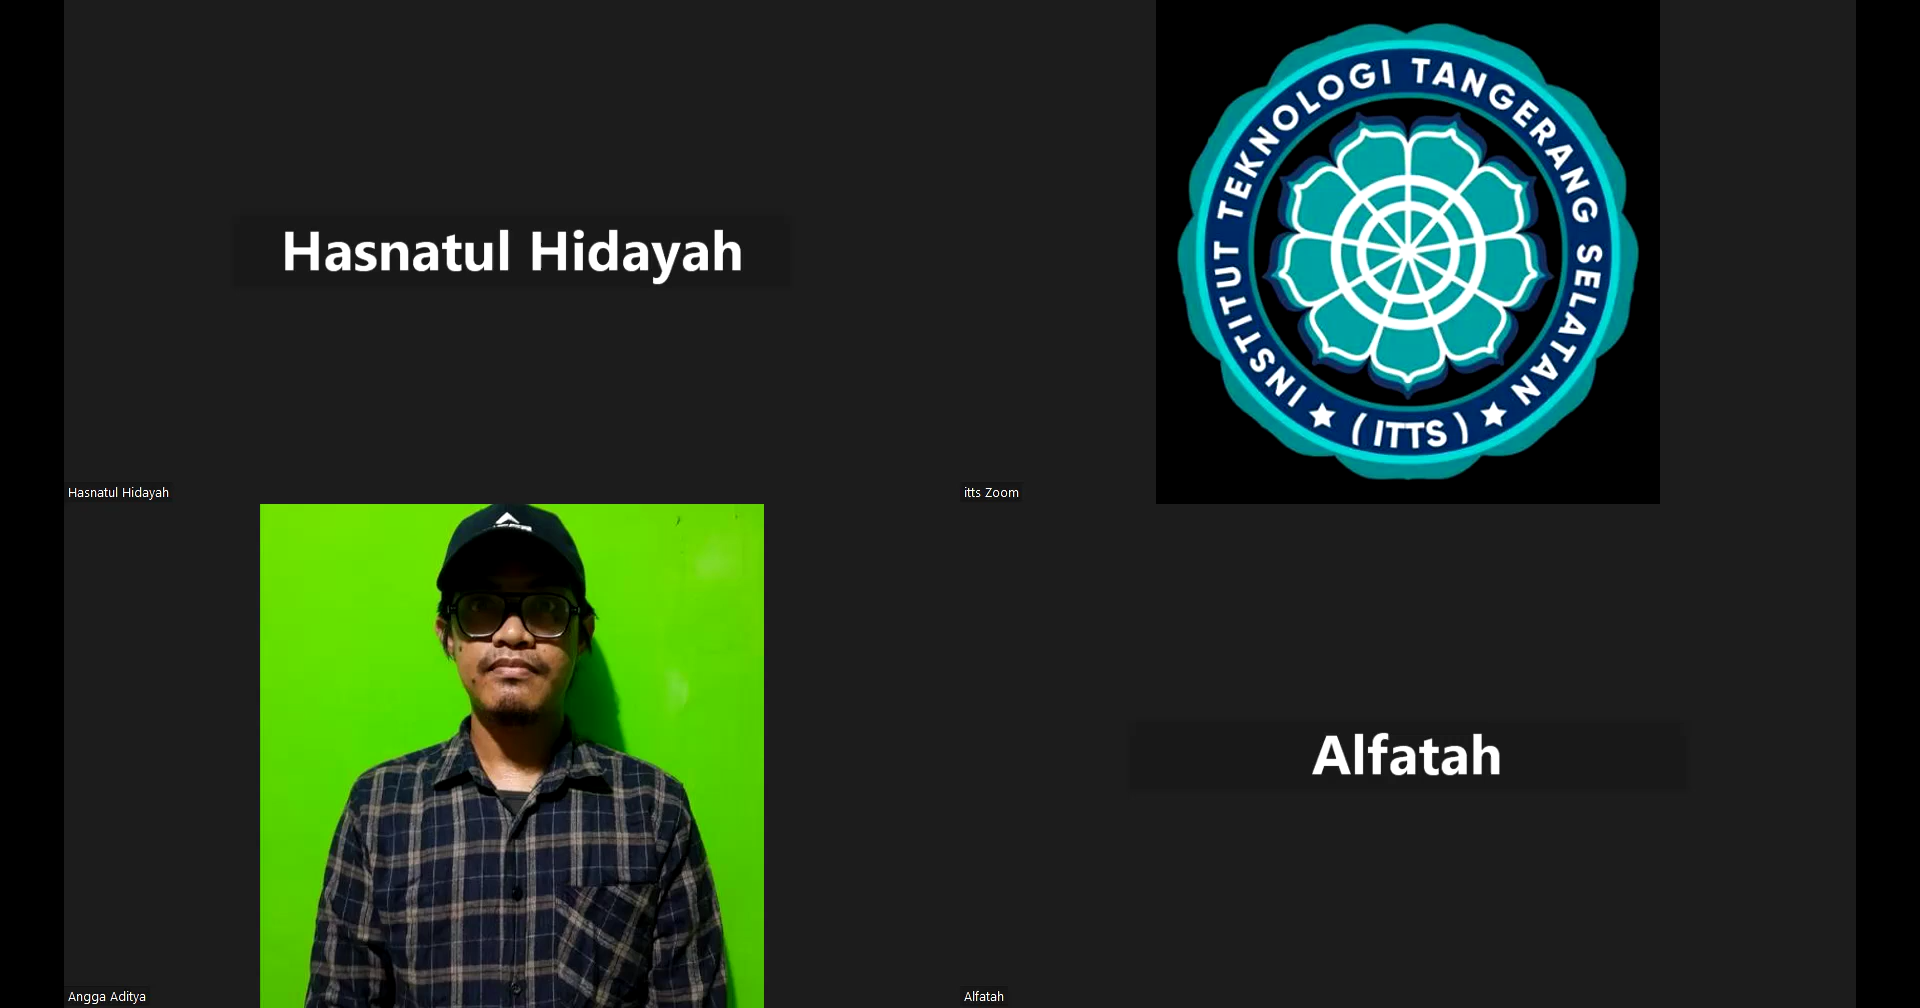 Hasnatul Hidayah
Hasnatul Hidayah
INSTITUT TEKNOLOGI TANGERANG SELATAN
( ITTS )
itts Zoom
Angga Aditya
Alfatah
Alfatah